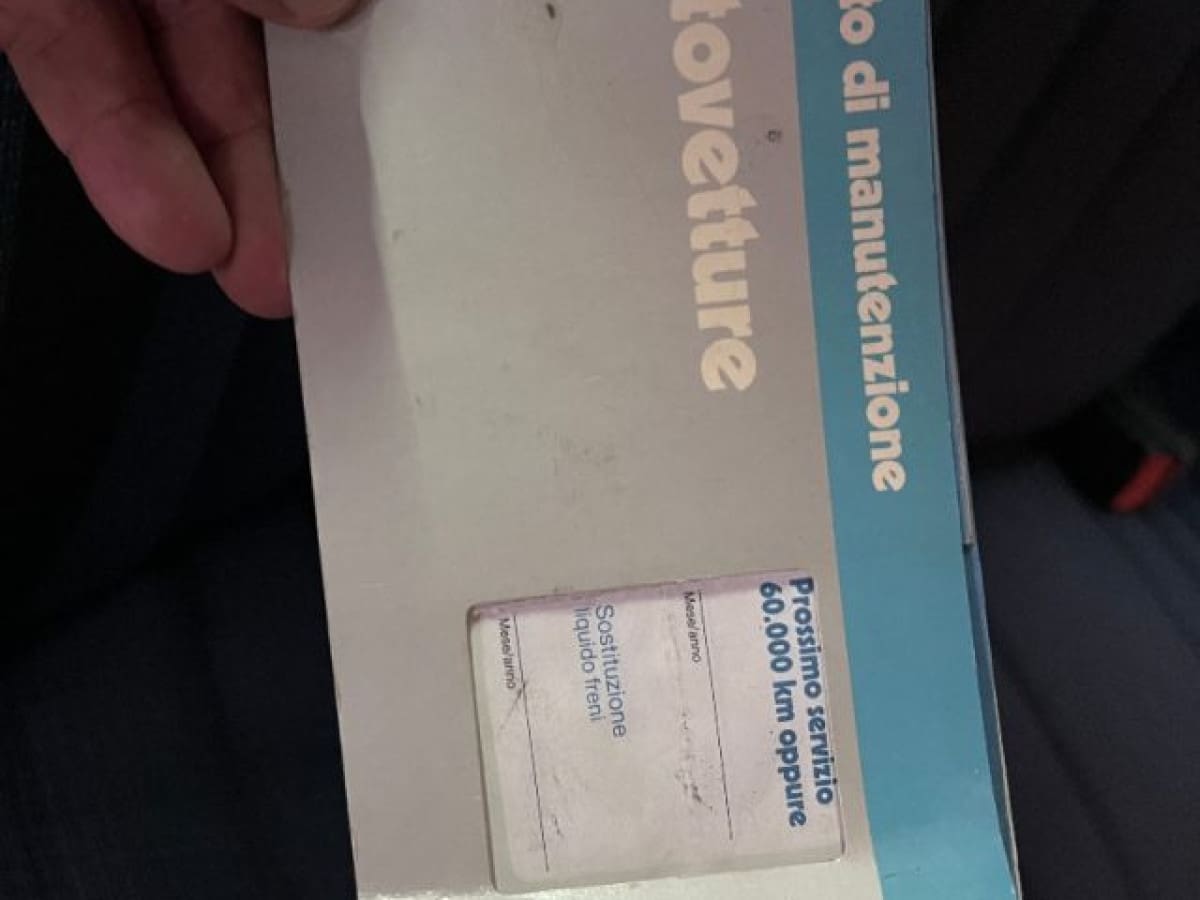 to di manutenzione
tovetture
Prossimo servizio
60.000 km oppure
Mese/anno
Sostituzione
liquido freni
Mese/anno